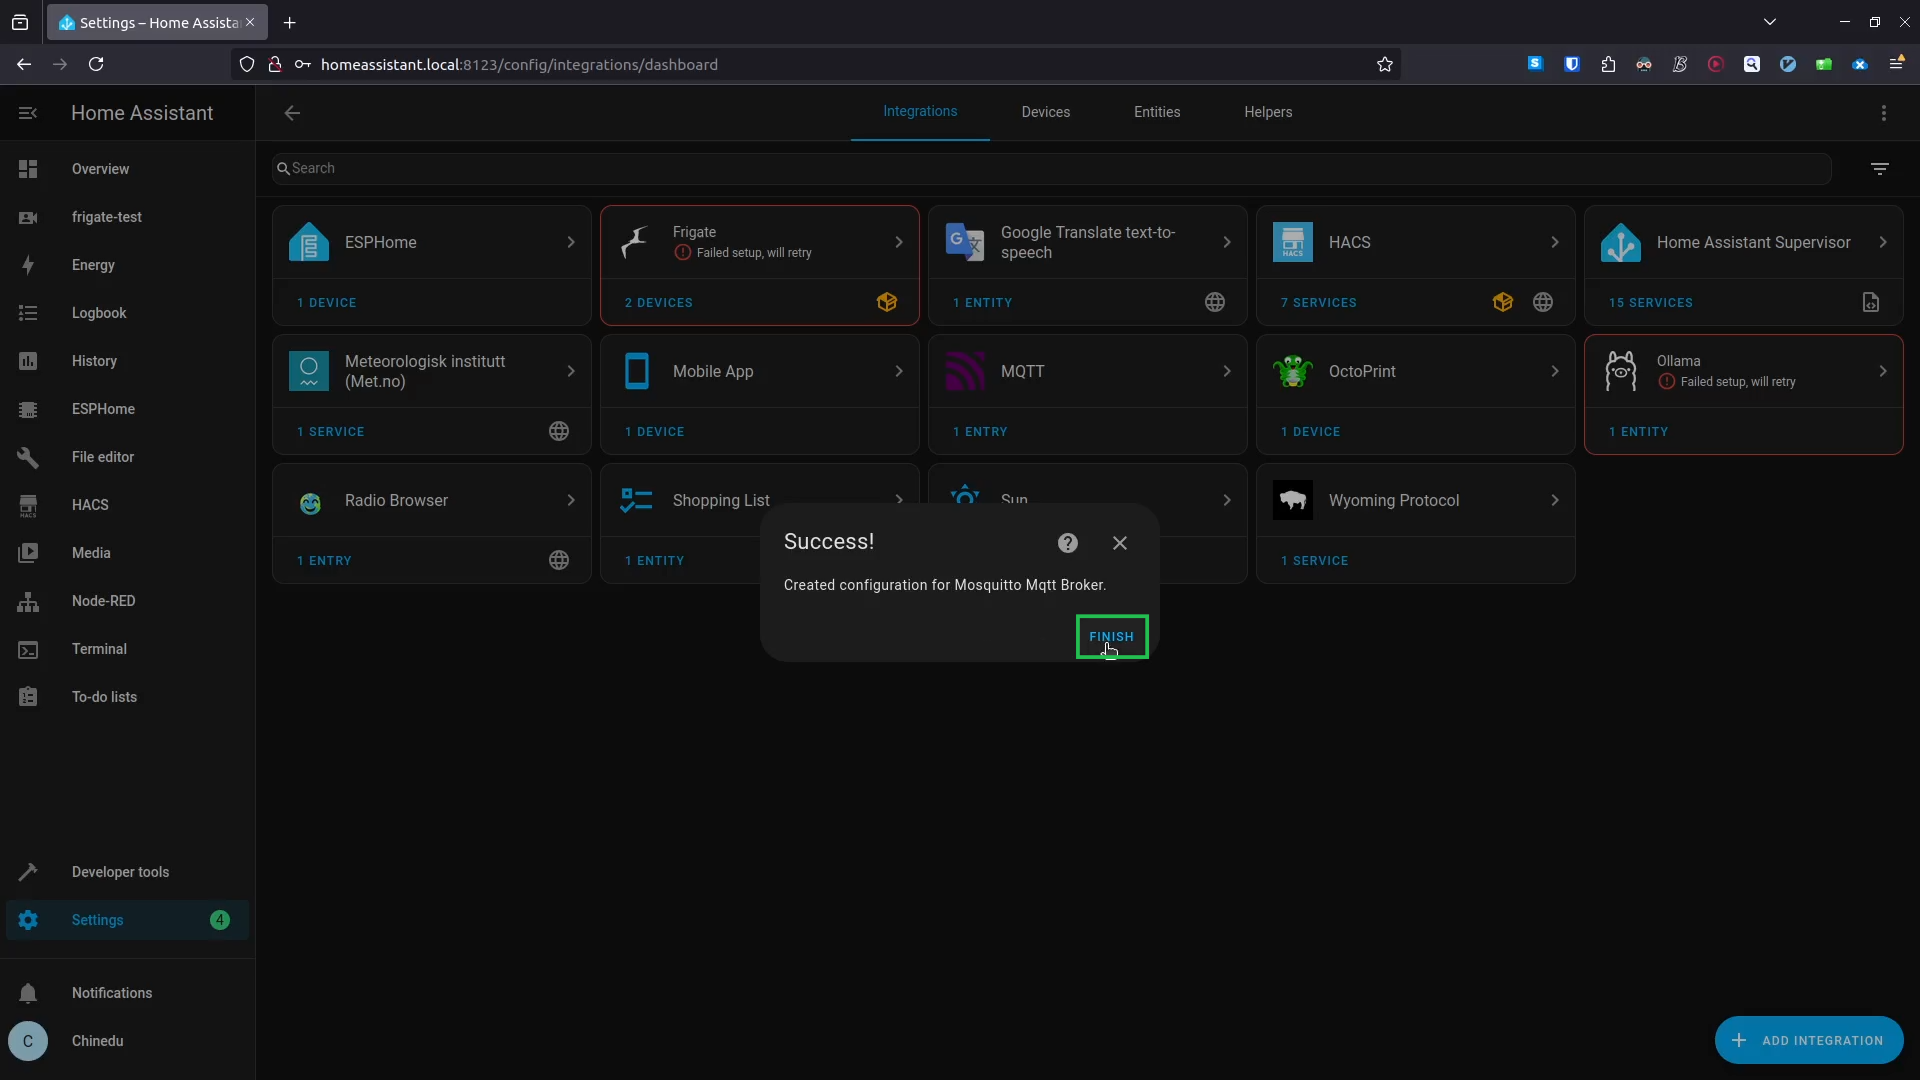 Settings – Home Assista
homeassistant.local:8123/config/integrations/dashboard
Home Assistant
Integrations
Devices
Entities
Helpers
Search
Overview
frigate-test
Energy
Logbook
History
ESPHome
File editor
HACS
Media
Node-RED
Terminal
To-do lists
Developer tools
Settings
4
Notifications
C
Chinedu
ESPHome
1 DEVICE
Frigate
Failed setup, will retry
2 DEVICES
Google Translate text-to-
speech
1 ENTITY
HACS
HACS
7 SERVICES
Home Assistant Supervisor
15 SERVICES
Meteorologisk institutt
(Met.no)
1 SERVICE
Mobile App
1 DEVICE
MQTT
1 ENTRY
OctoPrint
1 DEVICE
Ollama
Failed setup, will retry
1 ENTITY
Radio Browser
1 ENTRY
Shopping List
1 ENTITY
Sun
Wyoming Protocol
1 SERVICE
Success!
Created configuration for Mosquitto Mqtt Broker.
FINISH
ADD INTEGRATION